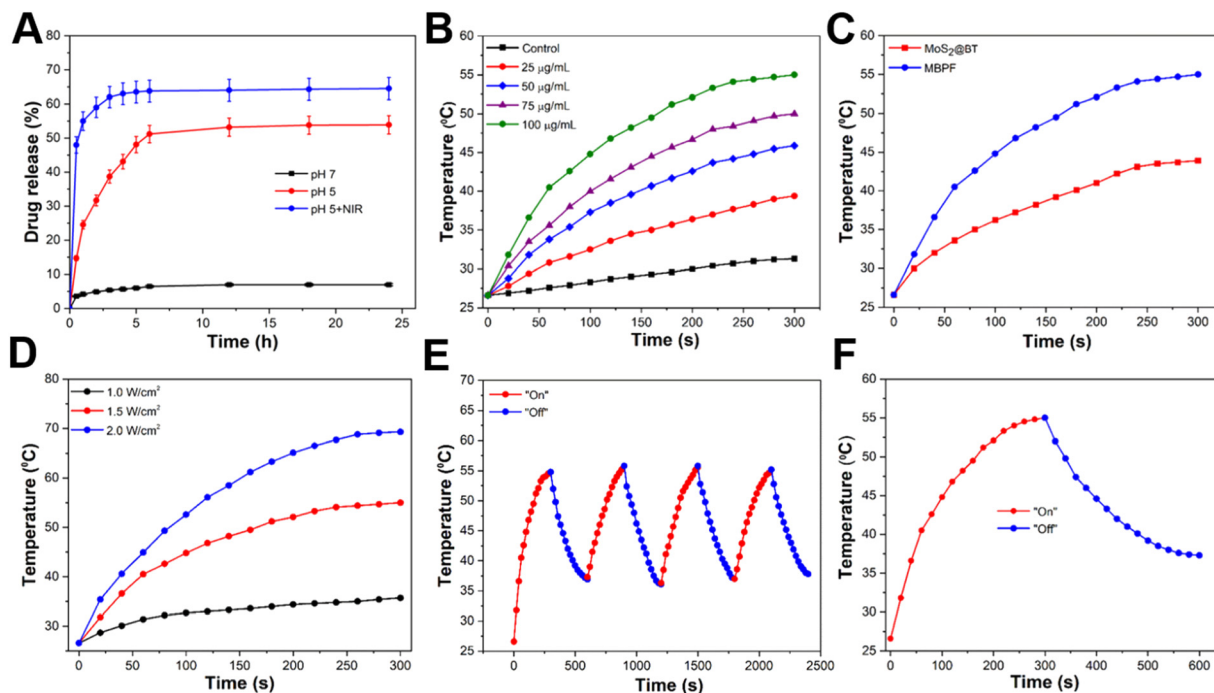 A
Drug release (%)
80
70
60
50
40
30
20
10
0
pH 7
pH 5
pH 5+NIR
0 5 10 15 20 25
Time (h)
B
Temperature (ºC)
60
55
50
45
40
35
30
25
Control
25 μg/mL
50 μg/mL
75 μg/mL
100 μg/mL
0 50 100 150 200 250 300
Time (s)
C
Temperature (ºC)
60
55
50
45
40
35
30
25
MoS₂@BT
MBPF
0 50 100 150 200 250 300
Time (s)
D
Temperature (ºC)
80
70
60
50
40
30
1.0 W/cm²
1.5 W/cm²
2.0 W/cm²
0 50 100 150 200 250 300
Time (s)
E
Temperature (ºC)
70
65
60
55
50
45
40
35
30
25
"On"
"Off"
0 500 1000 1500 2000 2400
Time (s)
F
Temperature (ºC)
60
55
50
45
40
35
30
25
"On"
"Off"
0 100 200 300 400 500 600
Time (s)